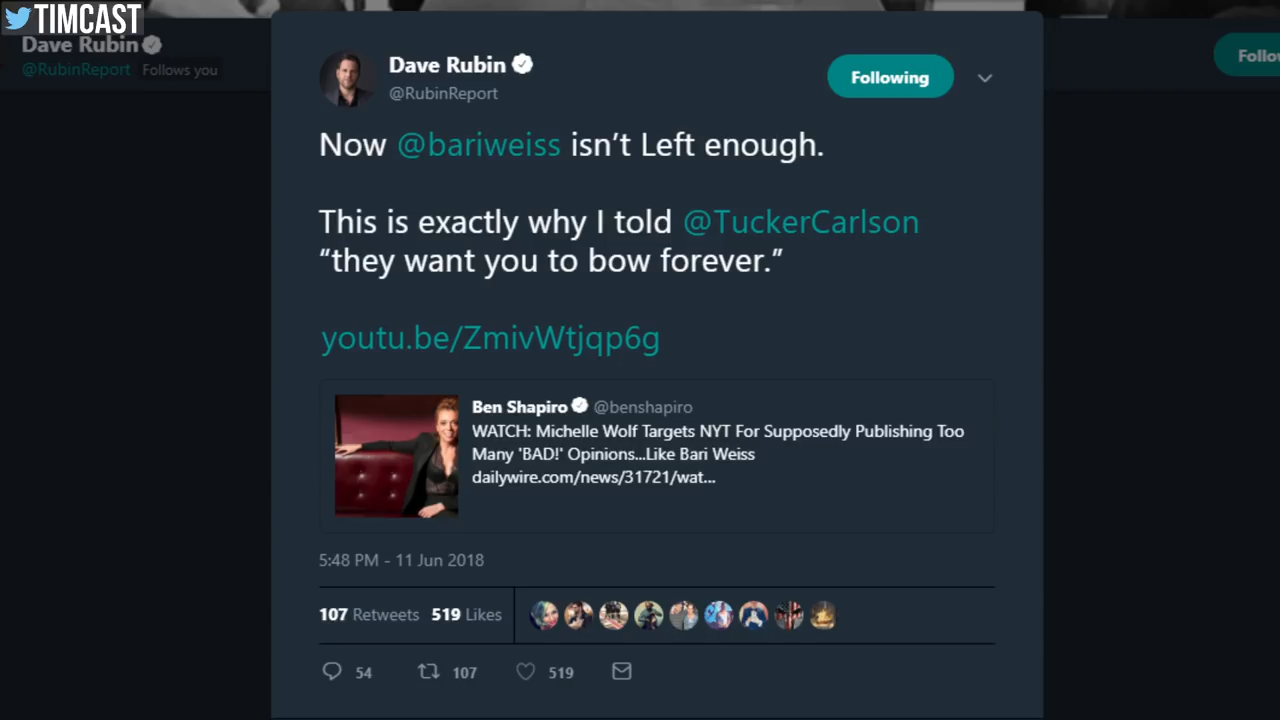 TIMCAST
Dave Rubin
@RubinReport Follows you
Follo
Dave Rubin
@RubinReport
Following
Now @bariweiss isn’t Left enough.
This is exactly why I told @TuckerCarlson
“they want you to bow forever.”
youtu.be/ZmivWtjqp6g
Ben Shapiro @benshapiro
WATCH: Michelle Wolf Targets NYT For Supposedly Publishing Too
Many 'BAD!' Opinions...Like Bari Weiss
dailywire.com/news/31721/wat...
5:48 PM - 11 Jun 2018
107 Retweets 519 Likes
54 107 519